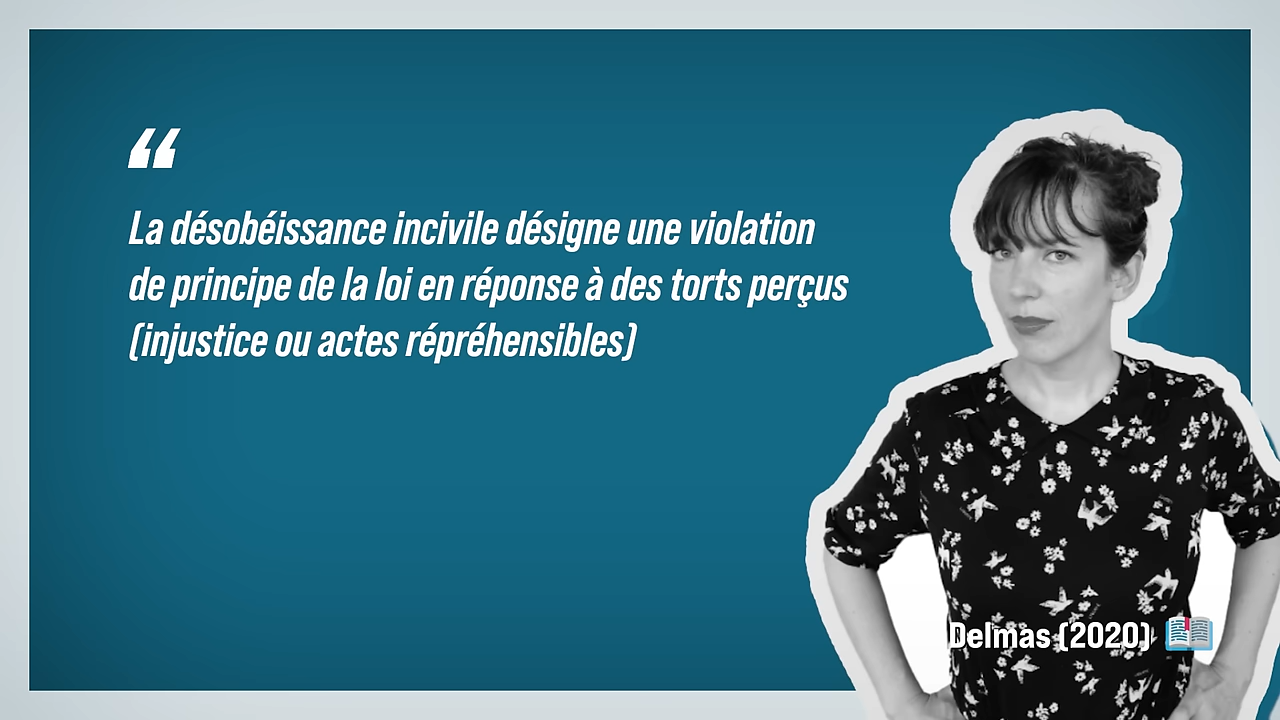 “
La désobéissance incivile désigne une violation
de principe de la loi en réponse à des torts perçus
(injustice ou actes répréhensibles)
Delmas (2020)